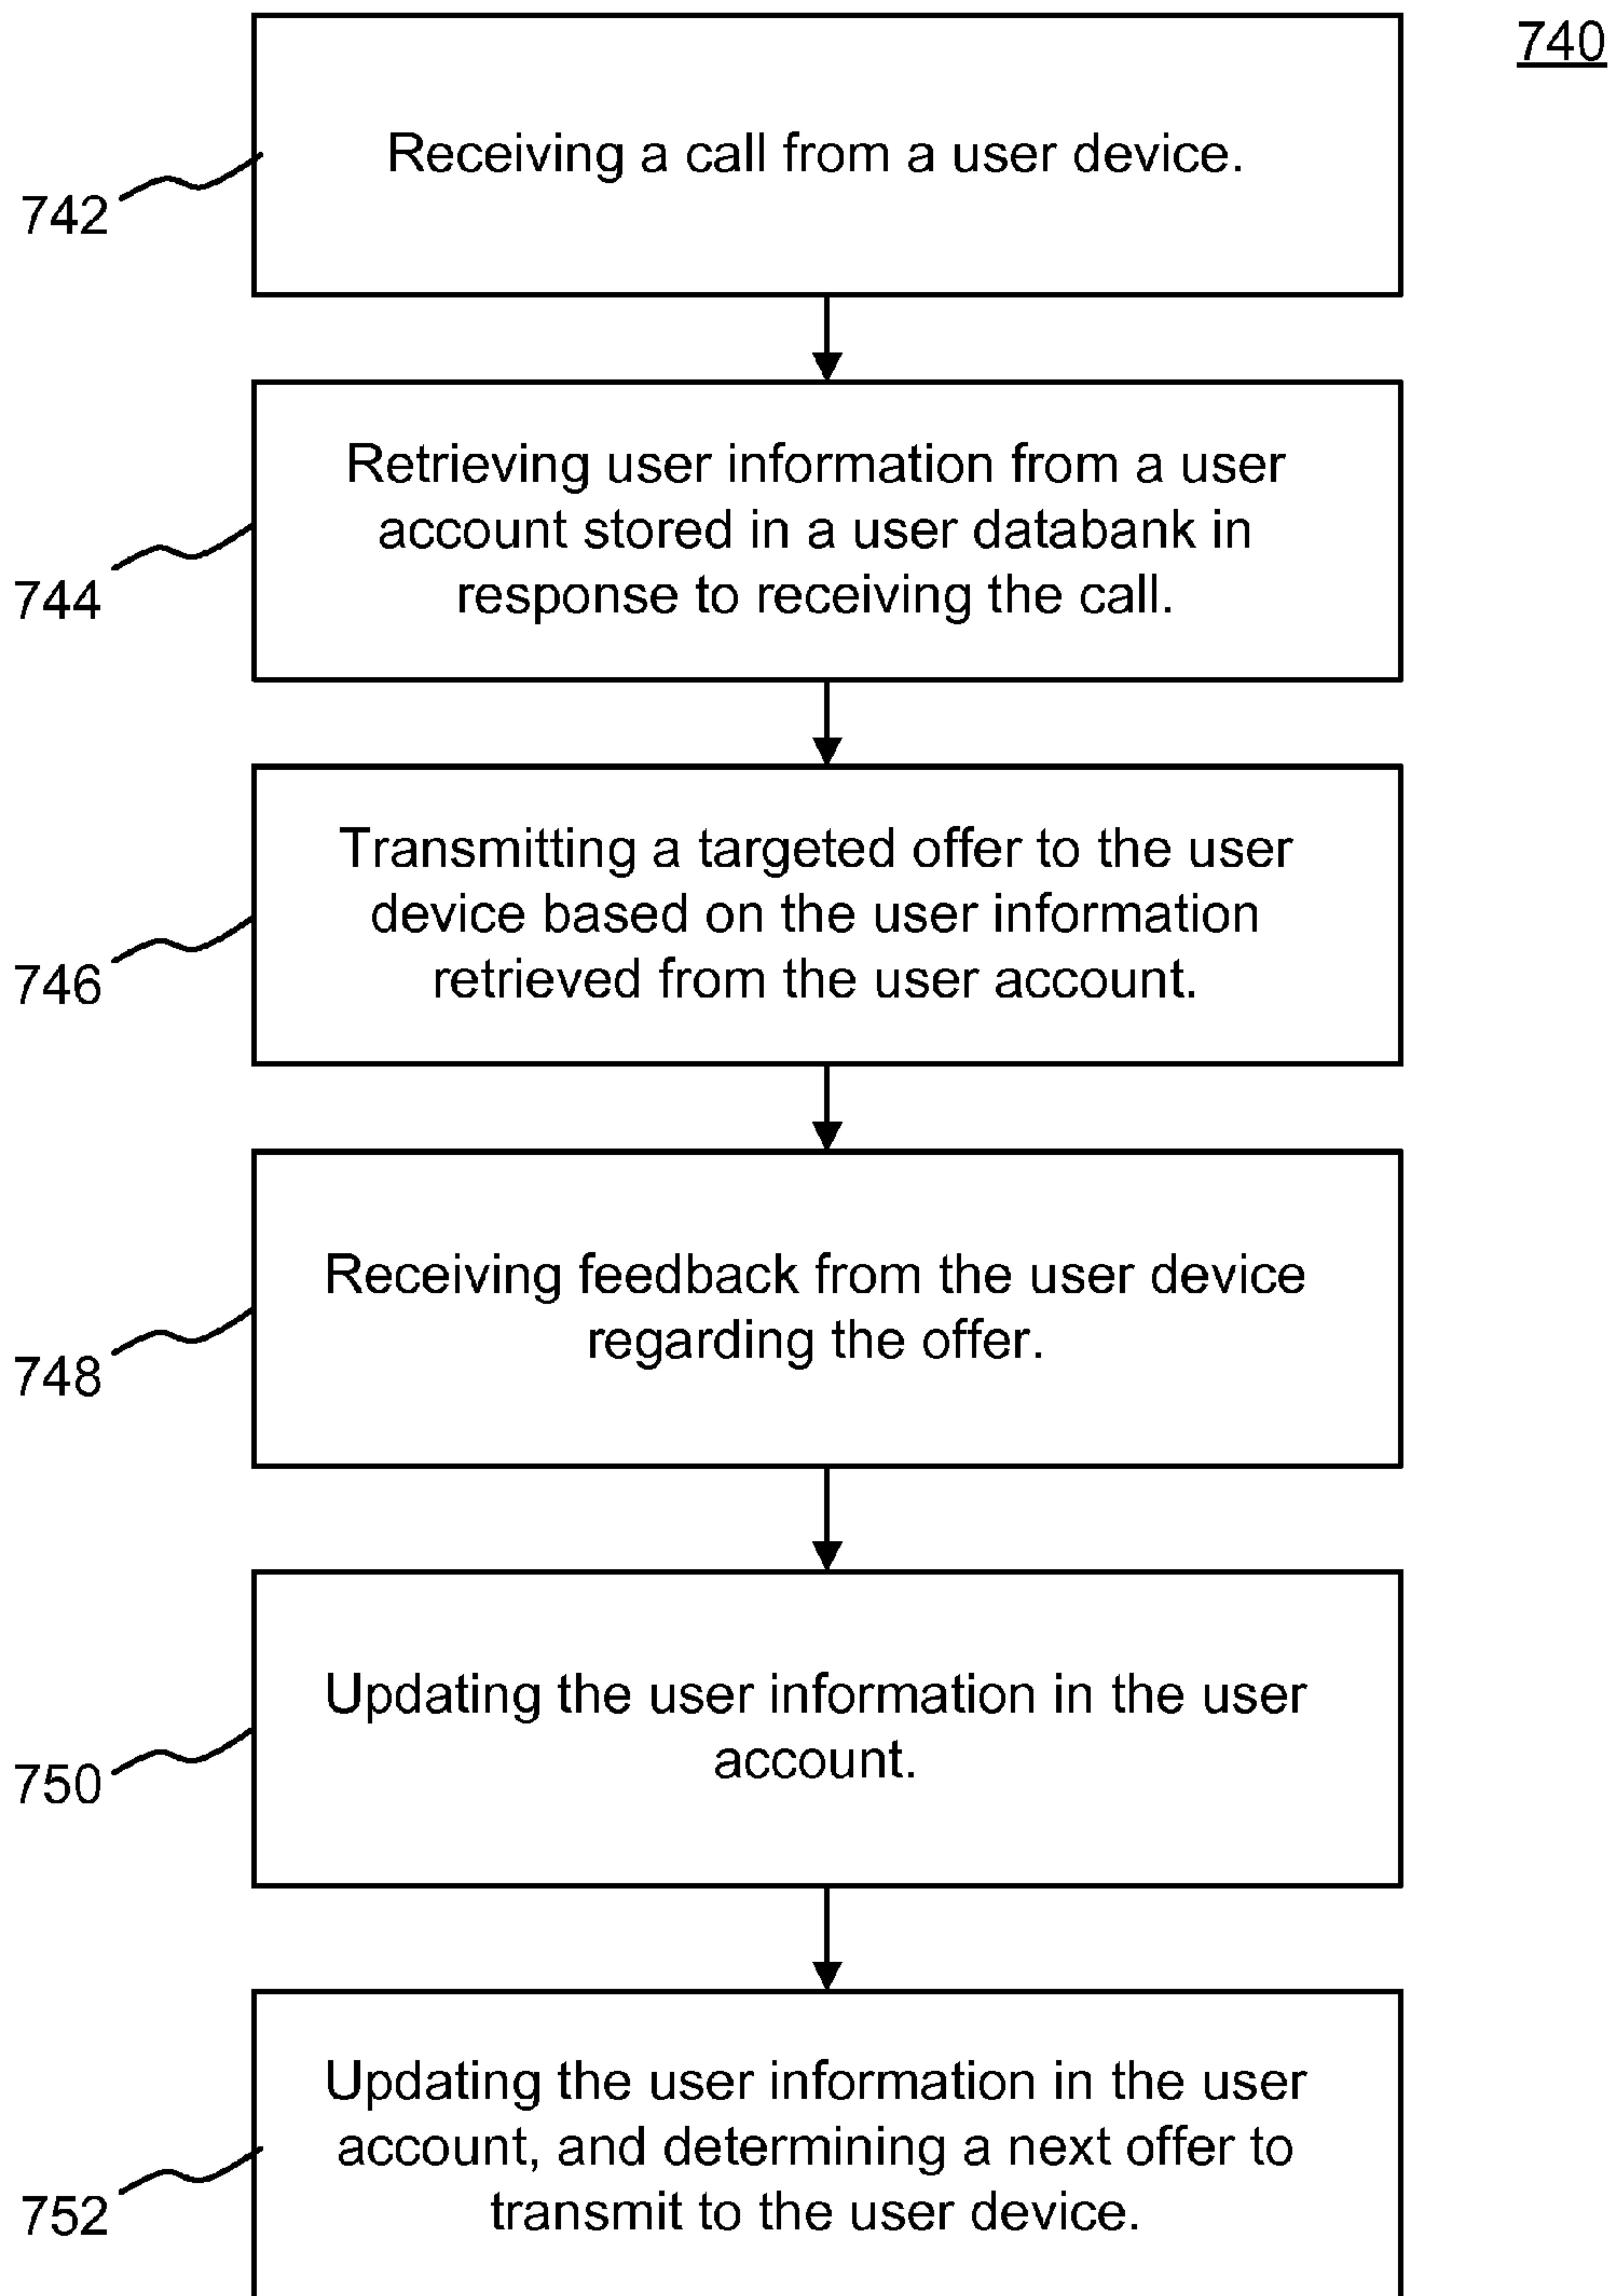 740
Receiving a call from a user device.
742
Retrieving user information from a user
account stored in a user databank in
response to receiving the call.
744
Transmitting a targeted offer to the user
device based on the user information
retrieved from the user account.
746
Receiving feedback from the user device
regarding the offer.
748
Updating the user information in the user
account.
750
Updating the user information in the user
account, and determining a next offer to
transmit to the user device.
752